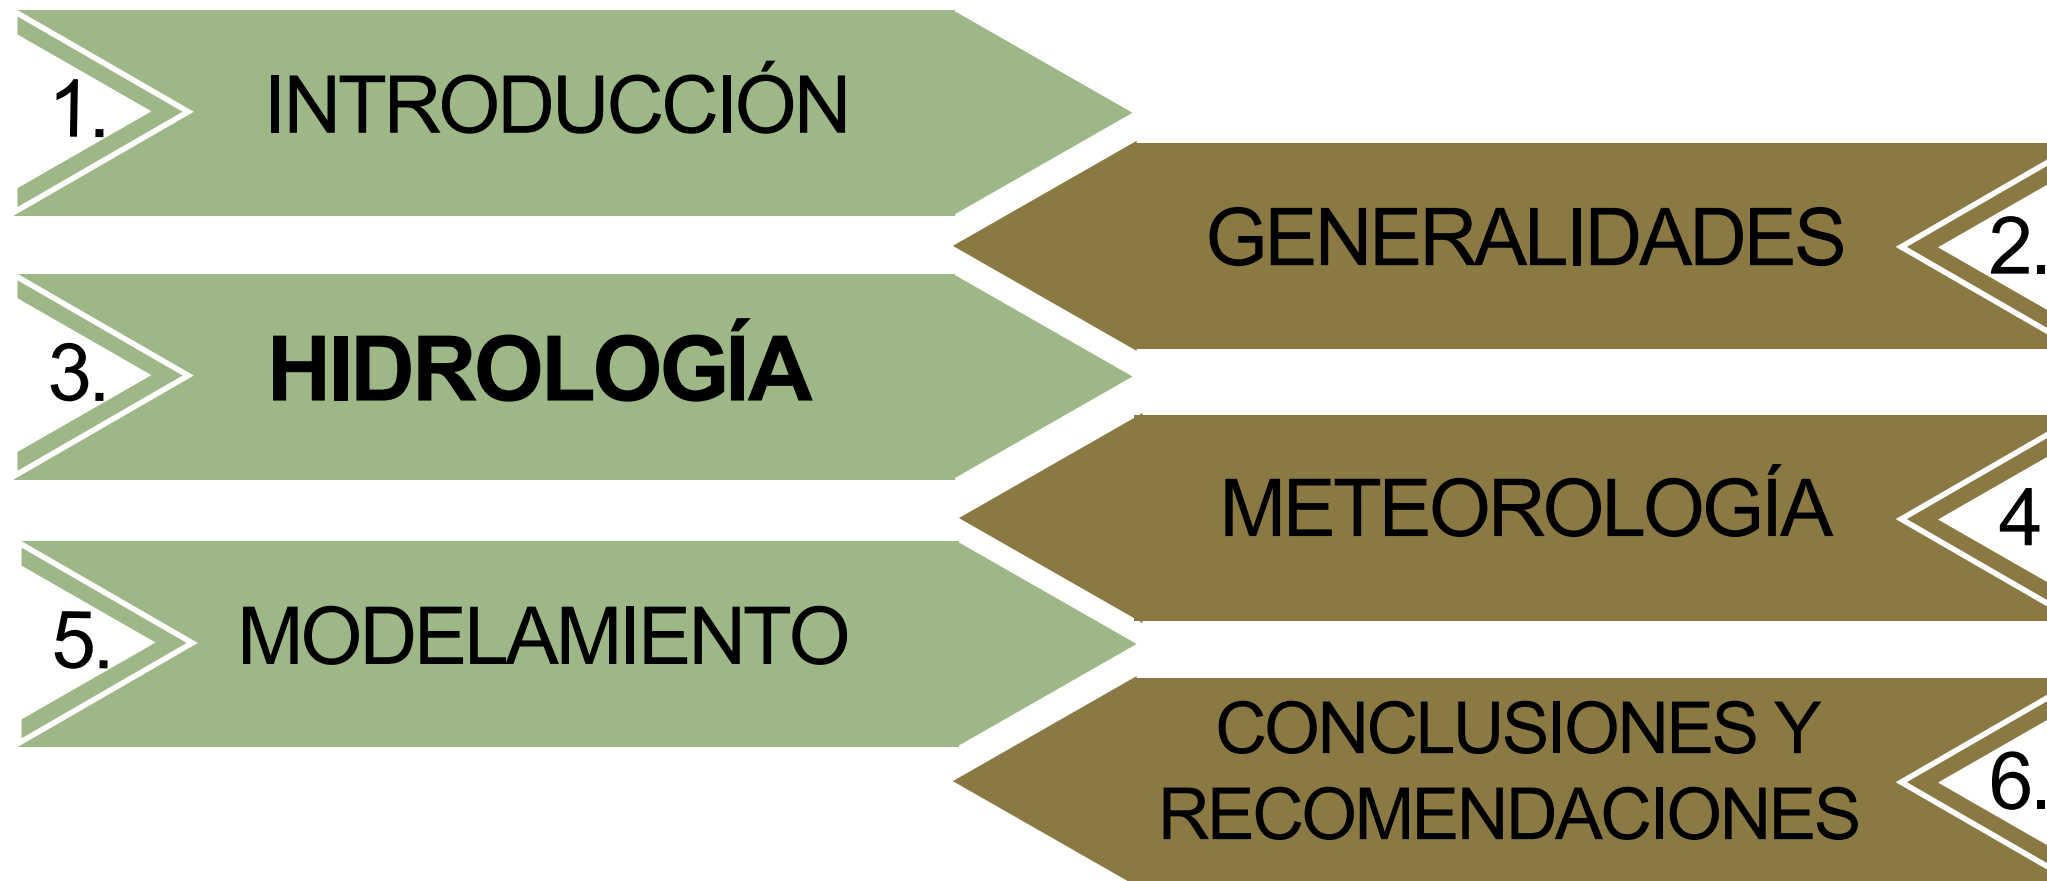 1. INTRODUCCIÓN
GENERALIDADES 2.
3. HIDROLOGÍA
METEOROLOGÍA 4
5. MODELAMIENTO
CONCLUSIONES Y
RECOMENDACIONES 6.